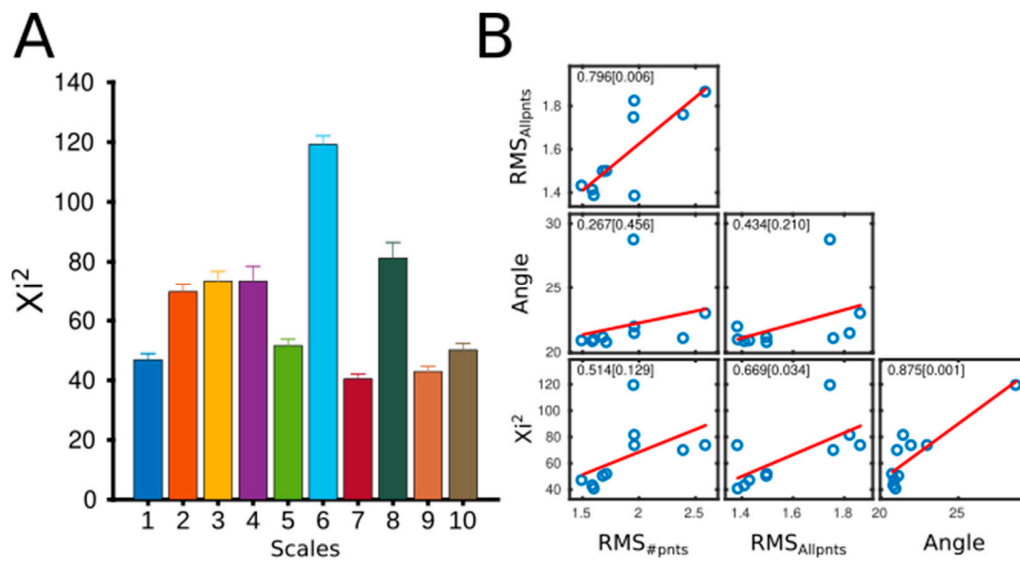 A
B
Xi2
140
120
100
80
60
40
20
0
1 2 3 4 5 6 7 8 9 10
Scales
RMSAllpnts
1.8
1.6
1.4
0.796[0.006]
Angle
30
25
20
0.267[0.456]
0.434[0.210]
Xi2
120
100
80
60
40
0.514[0.129]
0.669[0.034]
0.875[0.001]
1.5 2 2.5
1.4 1.6 1.8
20 25
RMS#pnts
RMSAllpnts
Angle